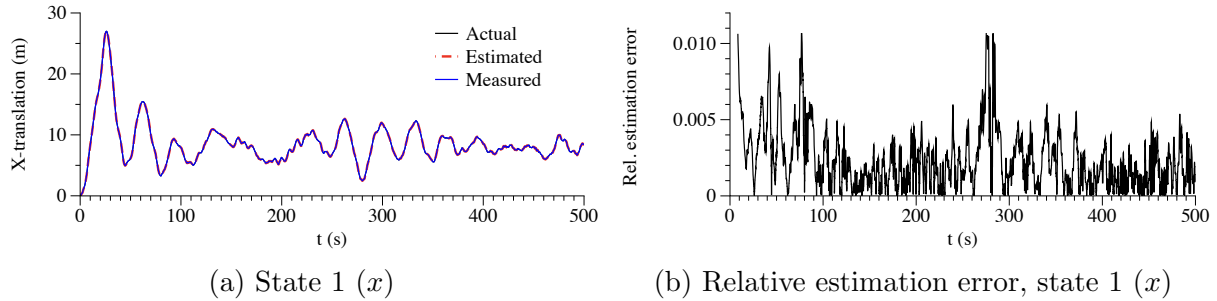 X-translation (m)
30
20
10
0
Actual
Estimated
Measured
0 100 200 300 400 500
t (s)
(a) State 1 (x)
Rel. estimation error
0.010
0.005
0
0 100 200 300 400 500
t (s)
(b) Relative estimation error, state 1 (x)